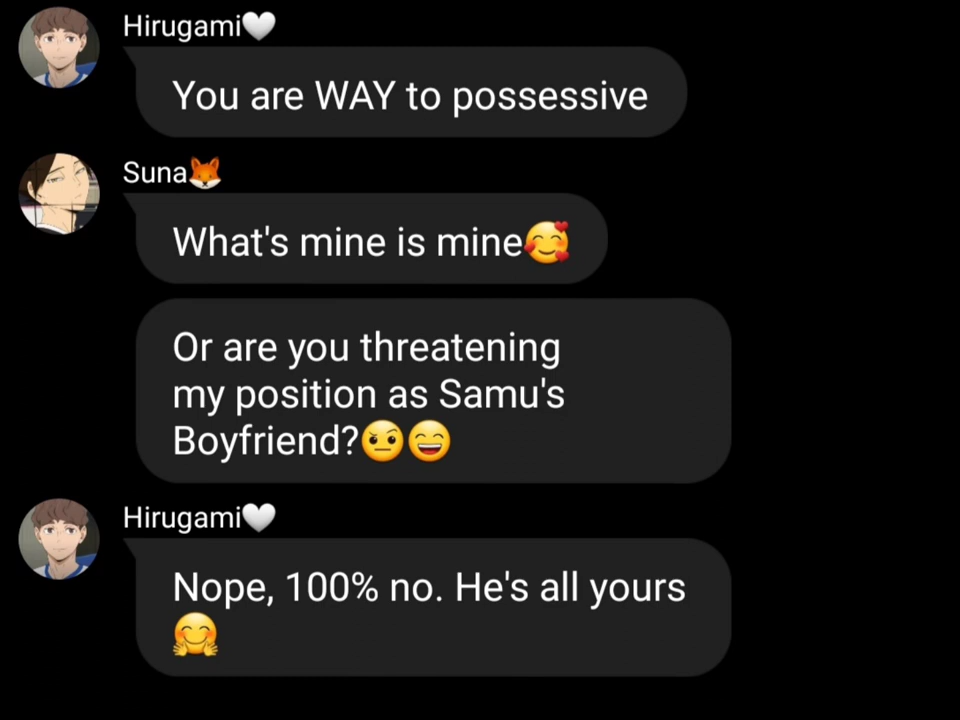 Hirugami🤍
You are WAY to possessive
Suna🦊
What's mine is mine🥰
Or are you threatening
my position as Samu's
Boyfriend?🤨😄
Hirugami🤍
Nope, 100% no. He's all yours
🤗